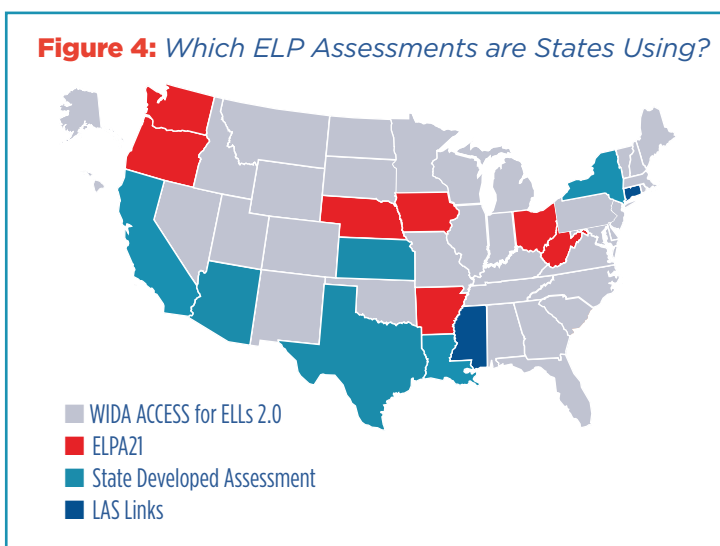 Figure 4: Which ELP Assessments are States Using?
WIDA ACCESS for ELLs 2.0
ELPA21
State Developed Assessment
LAS Links